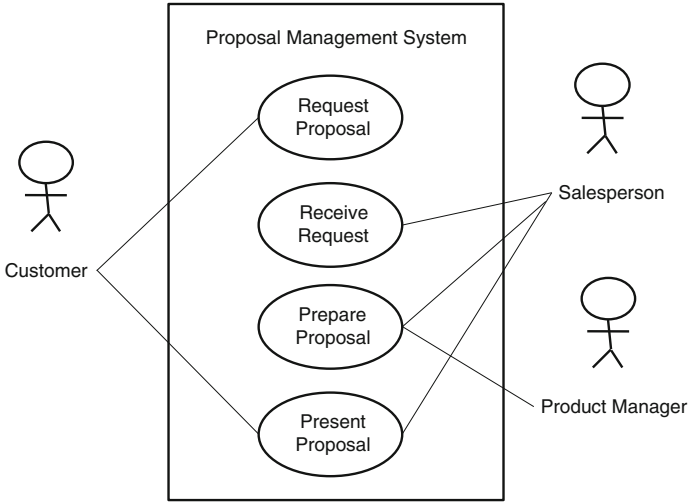 Proposal Management System
Request
Proposal
Receive
Request
Prepare
Proposal
Present
Proposal
Customer
Salesperson
Product Manager